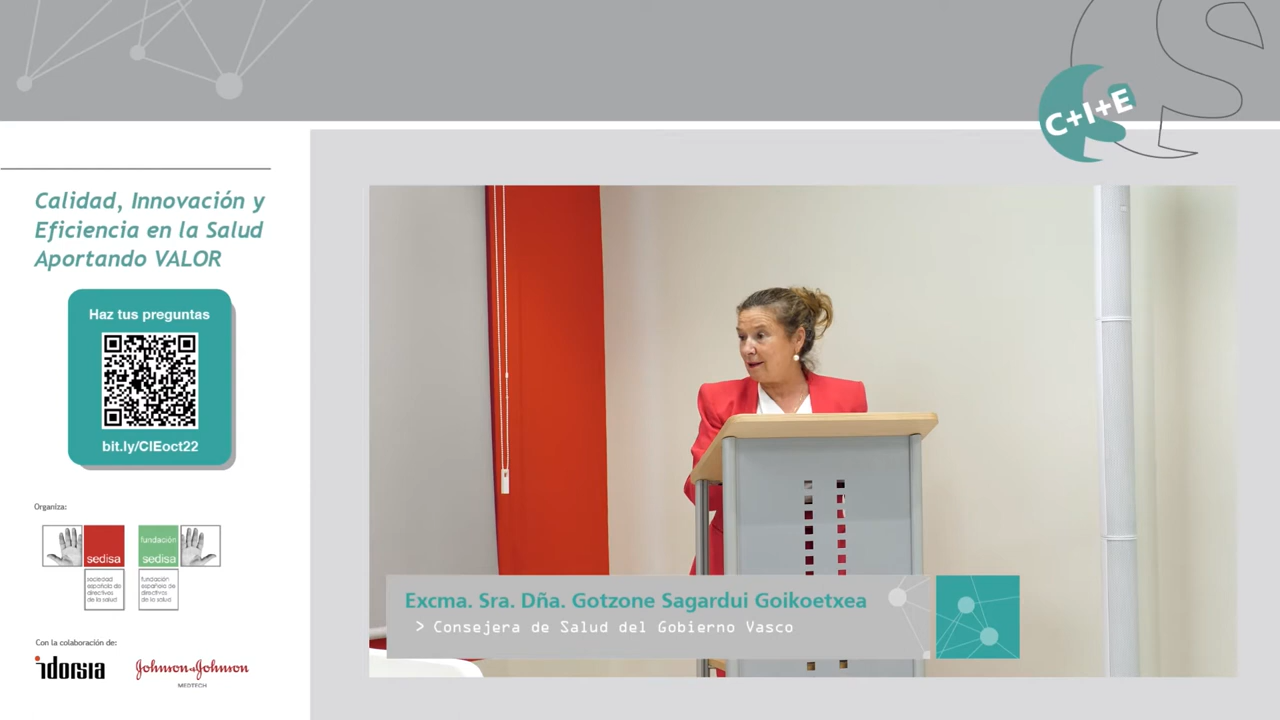 C+I+E
Calidad, Innovación y
Eficiencia en la Salud
Aportando VALOR
Haz tus preguntas
bit.ly/CIEoct22
Organiza:
sedisa
sociedad
española de
directivos
de la salud
fundación
sedisa
fundación
española de
directivos
de la salud
Con la colaboración de:
idorsia
Johnson & Johnson
MEDTECH
Excma. Sra. Dña. Gotzone Sagardui Goikoetxea
> Consejera de Salud del Gobierno Vasco